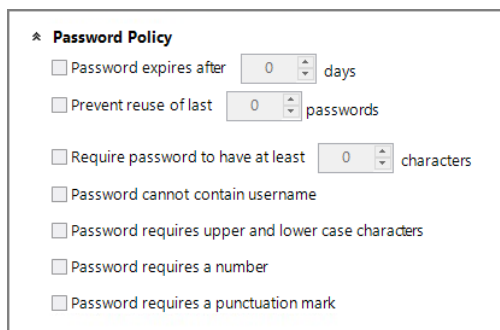 Password Policy
Password expires after 0 days
Prevent reuse of last 0 passwords
Require password to have at least 0 characters
Password cannot contain username
Password requires upper and lower case characters
Password requires a number
Password requires a punctuation mark